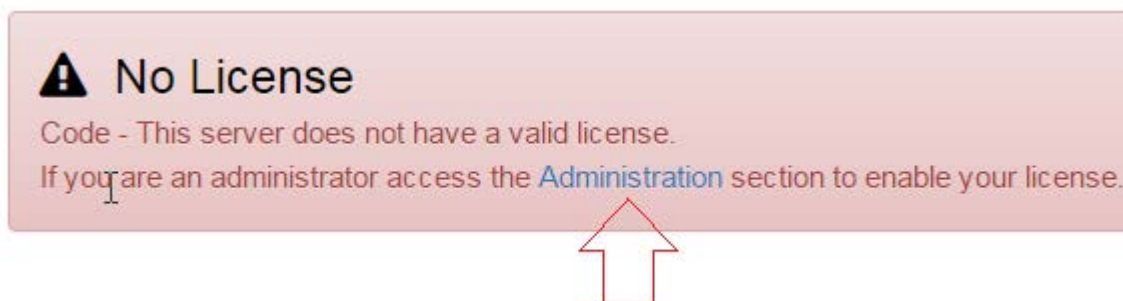 No License
Code - This server does not have a valid license.
If you are an administrator access the Administration section to enable your license.